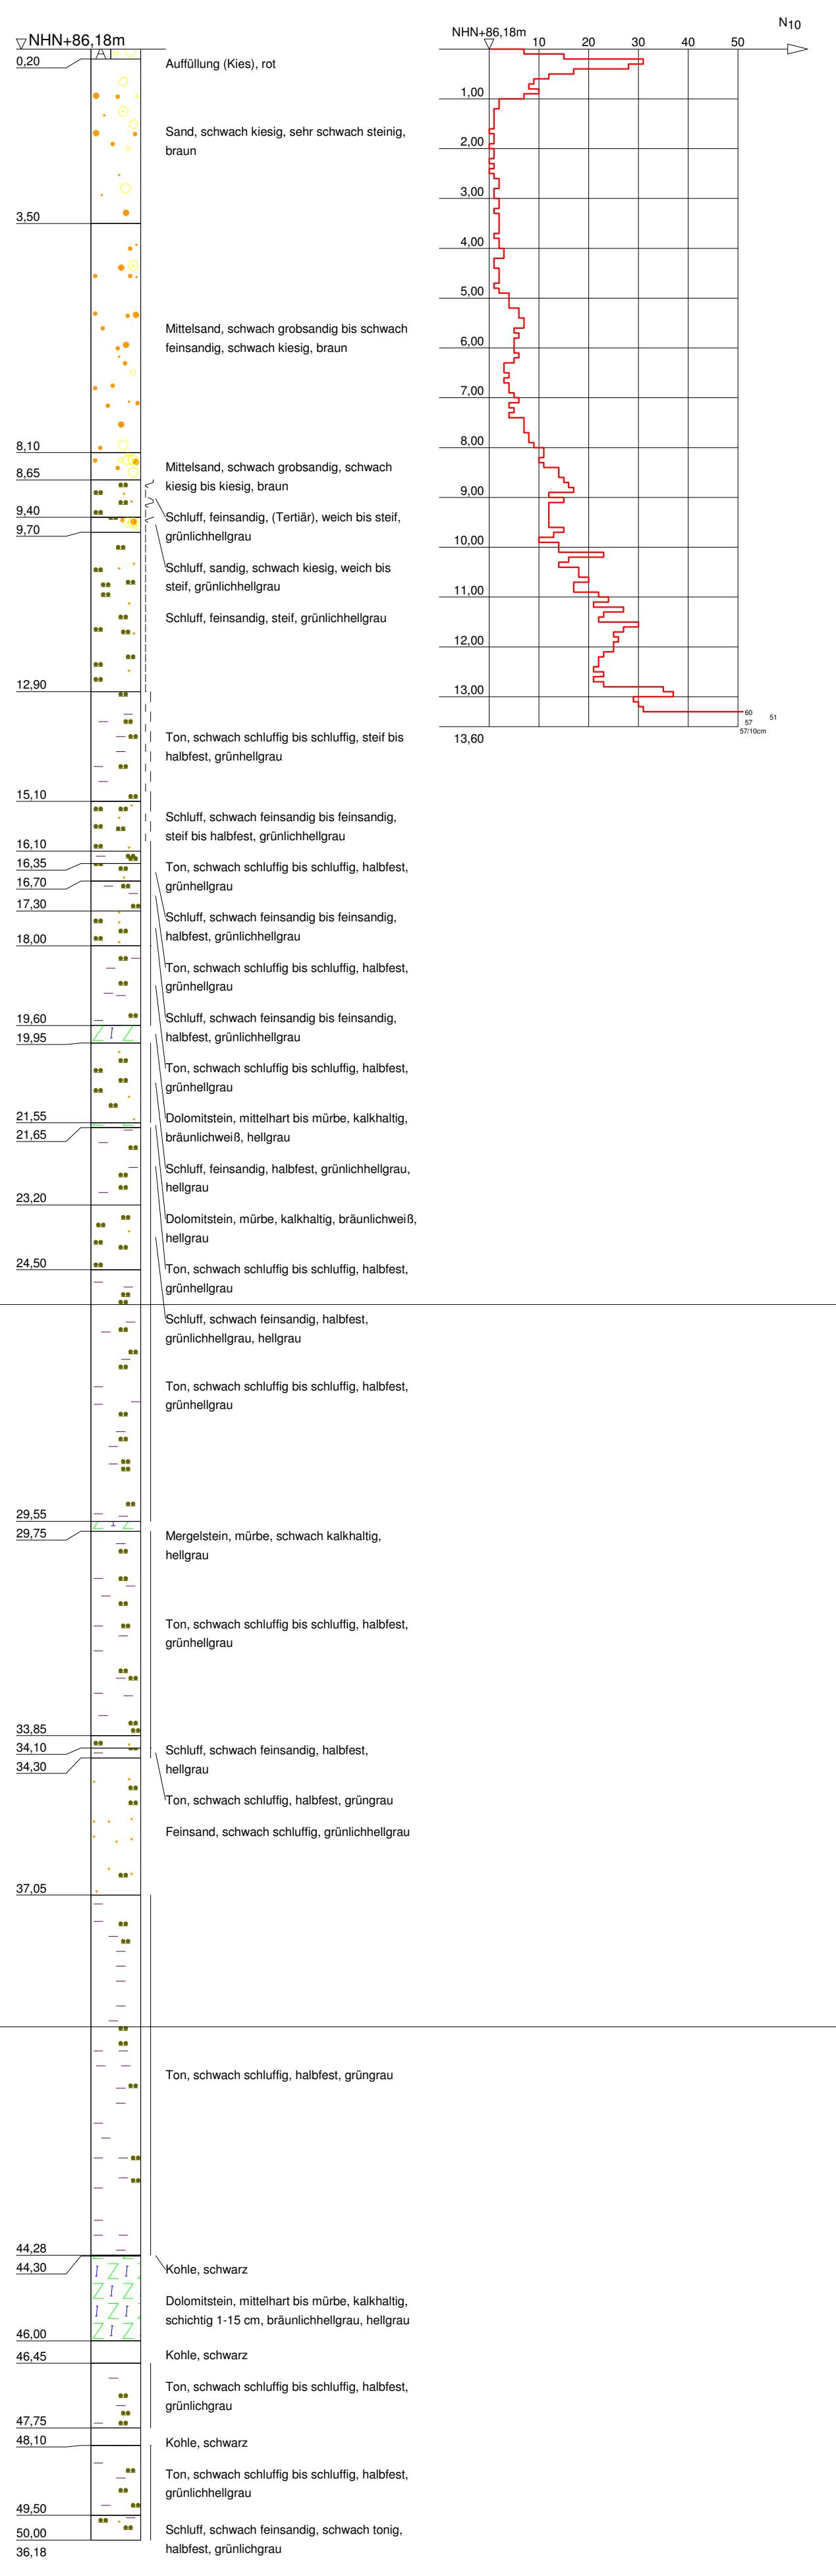 NHN+86,18m
A
0,20
Auffüllung (Kies), rot
Sand, schwach kiesig, sehr schwach steinig,
braun
3,50
Mittelsand, schwach grobsandig bis schwach
feinsandig, schwach kiesig, braun
8,10
8,65
Mittelsand, schwach grobsandig, schwach
kiesig bis kiesig, braun
9,40
Schluff, feinsandig, (Tertiär), weich bis steif,
grünlichhellgrau
9,70
Schluff, sandig, schwach kiesig, weich bis
steif, grünlichhellgrau
Schluff, feinsandig, steif, grünlichhellgrau
12,90
Ton, schwach schluffig bis schluffig, steif bis
halbfest, grünhellgrau
15,10
Schluff, schwach feinsandig bis feinsandig,
steif bis halbfest, grünlichhellgrau
16,10
16,35
Ton, schwach schluffig bis schluffig, halbfest,
grünhellgrau
16,70
17,30
Schluff, schwach feinsandig bis feinsandig,
halbfest, grünlichhellgrau
18,00
Ton, schwach schluffig bis schluffig, halbfest,
grünhellgrau
19,60
Schluff, schwach feinsandig bis feinsandig,
halbfest, grünlichhellgrau
Z I Z
19,95
Ton, schwach schluffig bis schluffig, halbfest,
grünhellgrau
21,55
Dolomitstein, mittelhart bis mürbe, kalkhaltig,
bräunlichweiß, hellgrau
21,65
Schluff, feinsandig, halbfest, grünlichhellgrau,
hellgrau
23,20
Dolomitstein, mürbe, kalkhaltig, bräunlichweiß,
hellgrau
24,50
Ton, schwach schluffig bis schluffig, halbfest,
grünhellgrau
Schluff, schwach feinsandig, halbfest,
grünlichhellgrau, hellgrau
Ton, schwach schluffig bis schluffig, halbfest,
grünhellgrau
29,55
Z I Z
29,75
Mergelstein, mürbe, schwach kalkhaltig,
hellgrau
Ton, schwach schluffig bis schluffig, halbfest,
grünhellgrau
33,85
34,10
Schluff, schwach feinsandig, halbfest,
hellgrau
34,30
Ton, schwach schluffig, halbfest, grüngrau
Feinsand, schwach schluffig, grünlichhellgrau
37,05
Ton, schwach schluffig, halbfest, grüngrau
44,28
44,30
Kohle, schwarz
I Z I
Z I Z
I Z I
Z I Z
Dolomitstein, mittelhart bis mürbe, kalkhaltig,
schichtig 1-15 cm, bräunlichhellgrau, hellgrau
46,00
Kohle, schwarz
46,45
Ton, schwach schluffig bis schluffig, halbfest,
grünlichgrau
47,75
48,10
Kohle, schwarz
Ton, schwach schluffig bis schluffig, halbfest,
grünlichhellgrau
49,50
50,00
Schluff, schwach feinsandig, schwach tonig,
halbfest, grünlichgrau
36,18
N10
NHN+86,18m
10 20 30 40 50
1,00
2,00
3,00
4,00
5,00
6,00
7,00
8,00
9,00
10,00
11,00
12,00
13,00
13,60
60
51
57
57/10cm